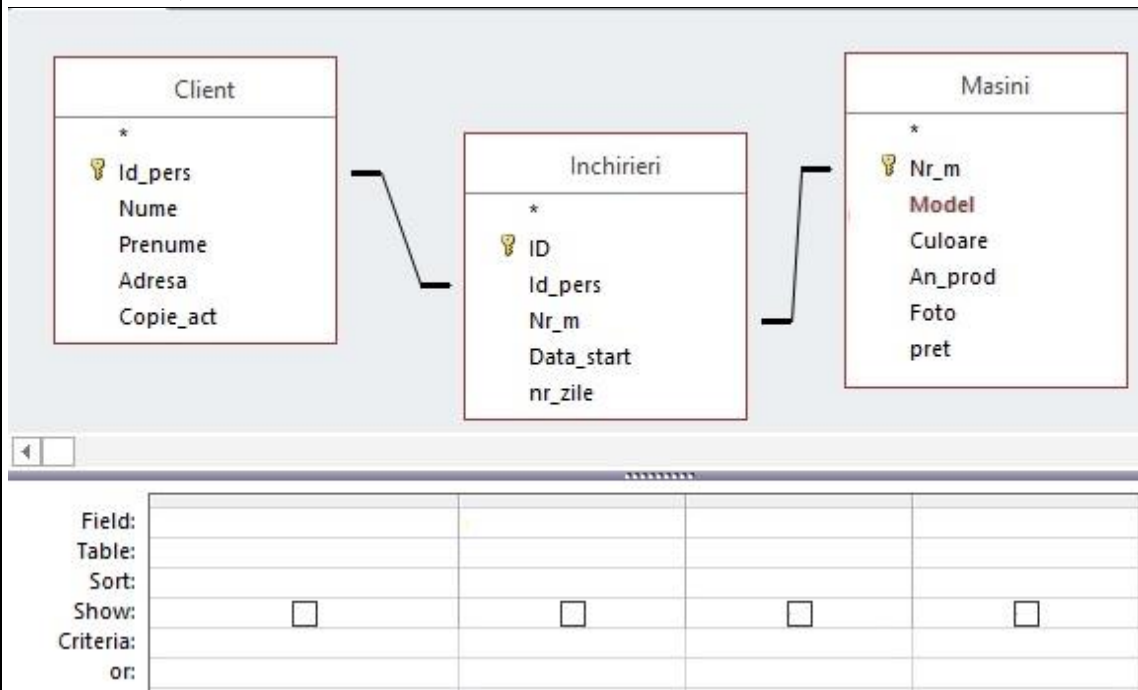 Client
*
Id_pers
Nume
Prenume
Adresa
Copie_act
Inchirieri
*
ID
Id_pers
Nr_m
Data_start
nr_zile
Masini
*
Nr_m
Model
Culoare
An_prod
Foto
pret
Field:
Table:
Sort:
Show:
Criteria:
or: